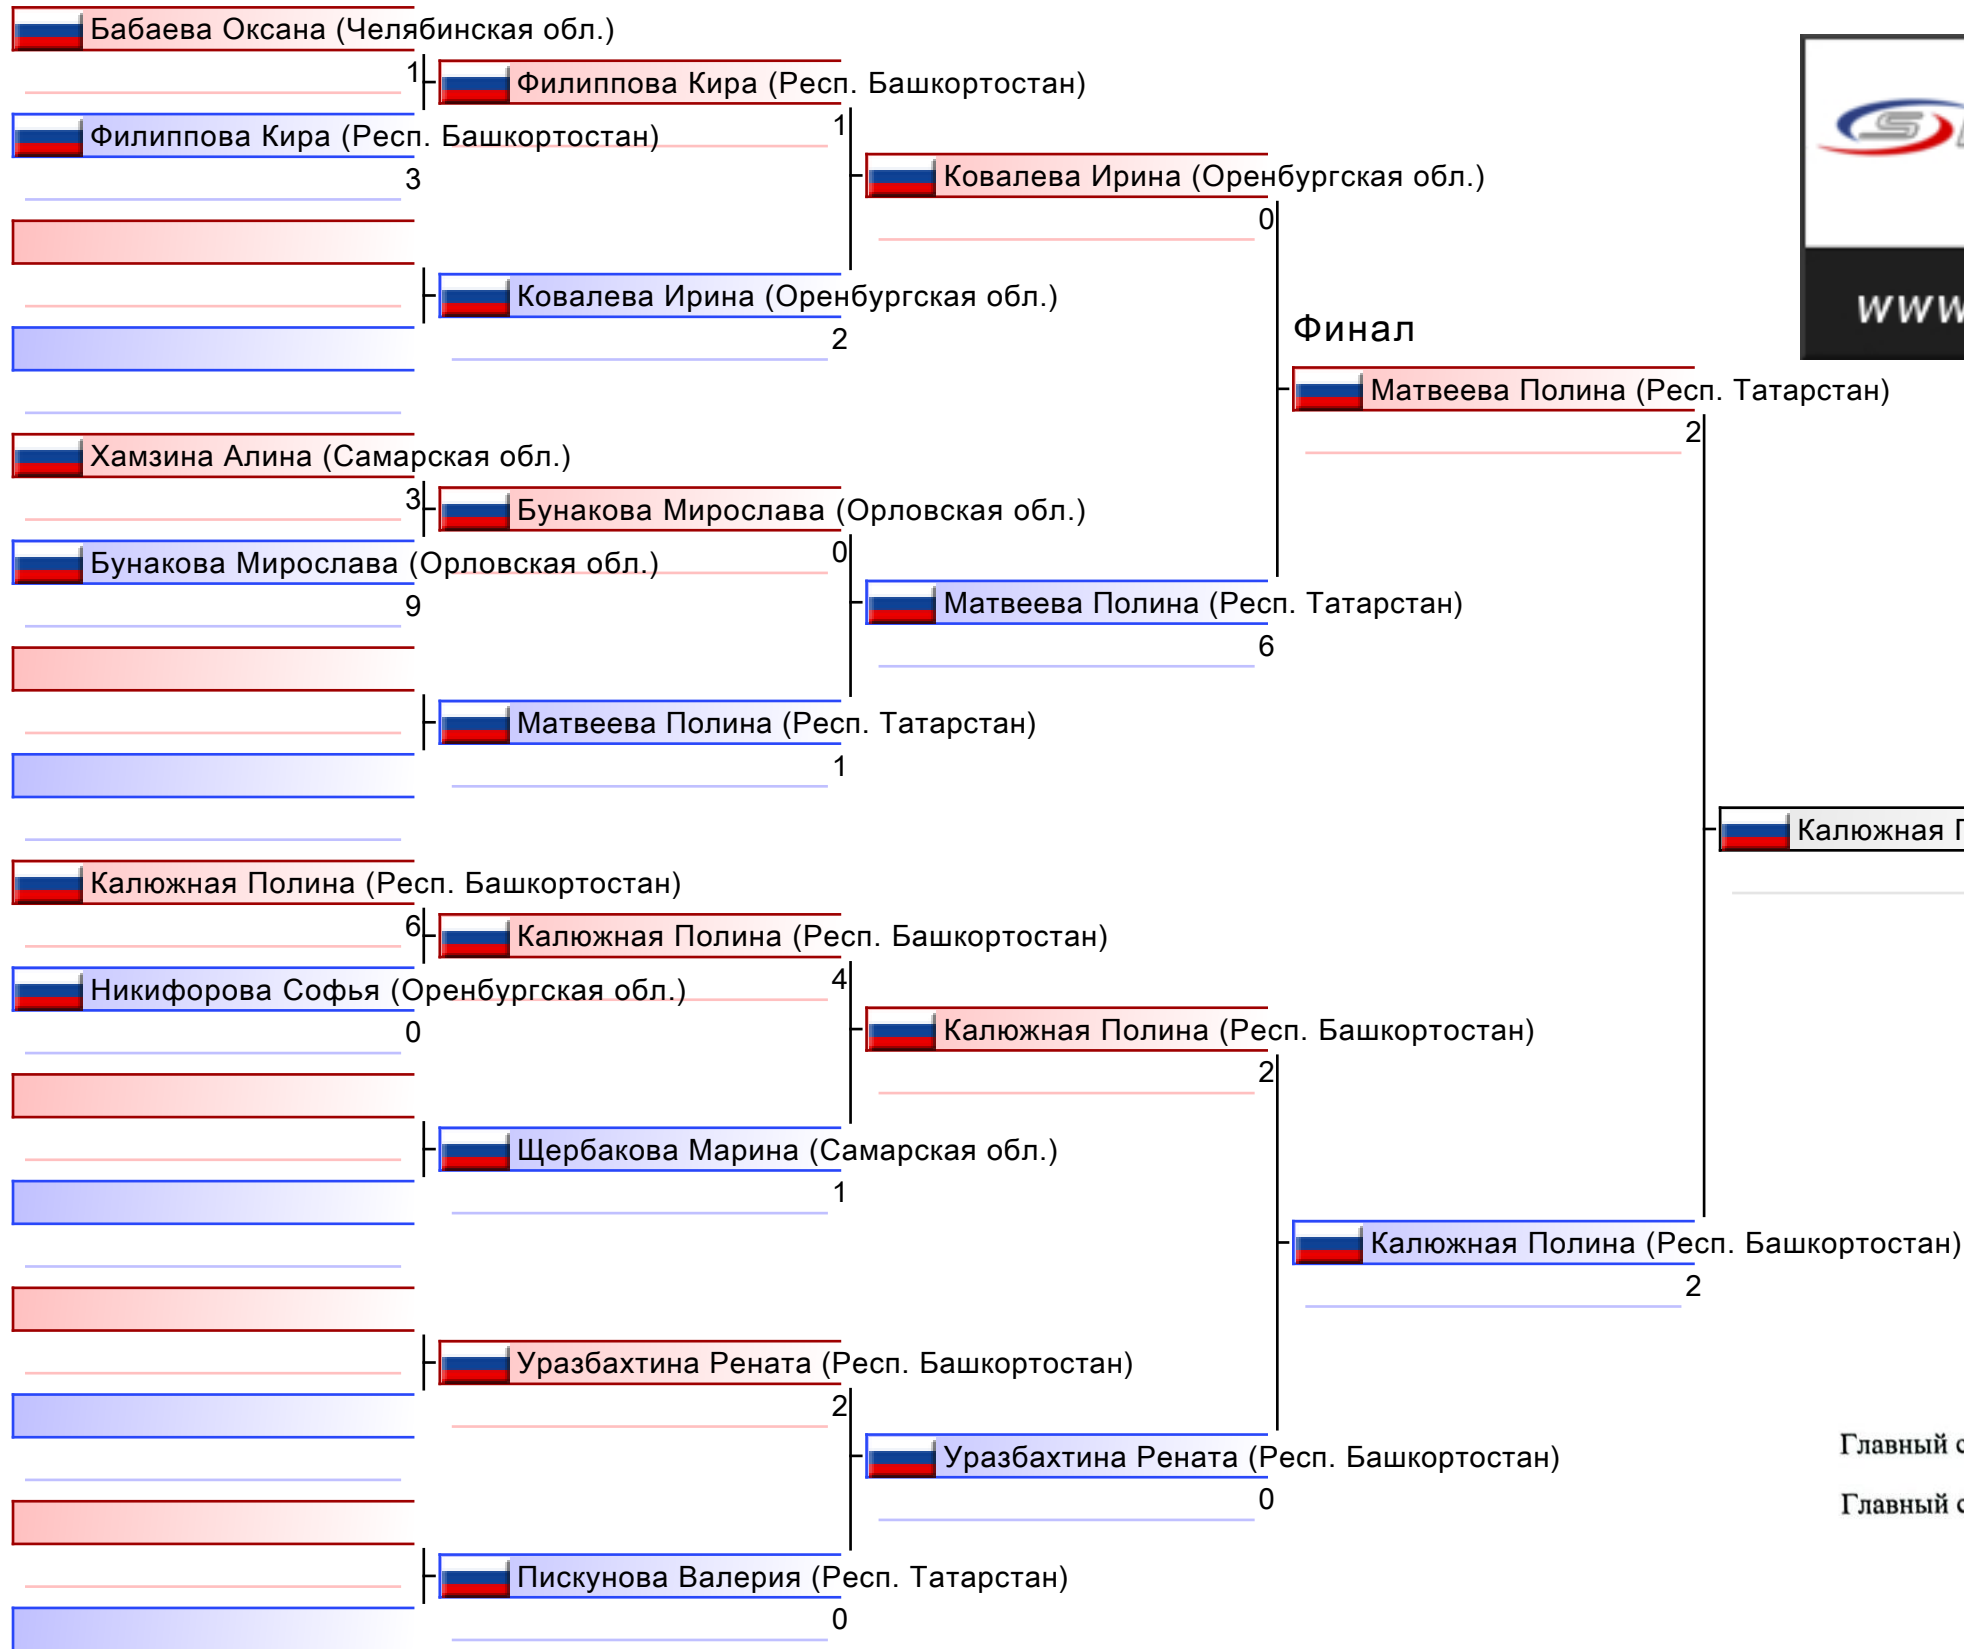 Бабаева Оксана (Челябинская обл.)
1
Филиппова Кира (Респ. Башкортостан)
Филиппова Кира (Респ. Башкортостан)
3
1
Ковалева Ирина (Оренбургская обл.)
0
Ковалева Ирина (Оренбургская обл.)
2
www
Финал
Матвеева Полина (Респ. Татарстан)
2
Хамзина Алина (Самарская обл.)
3
Бунакова Мирослава (Орловская обл.)
Бунакова Мирослава (Орловская обл.)
9
0
Матвеева Полина (Респ. Татарстан)
6
Матвеева Полина (Респ. Татарстан)
1
Калюжная
Калюжная Полина (Респ. Башкортостан)
6
Калюжная Полина (Респ. Башкортостан)
Никифорова Софья (Оренбургская обл.)
0
4
Калюжная Полина (Респ. Башкортостан)
2
Щербакова Марина (Самарская обл.)
1
Калюжная Полина (Респ. Башкортостан)
2
Уразбахтина Рената (Респ. Башкортостан)
2
Уразбахтина Рената (Респ. Башкортостан)
0
Пискунова Валерия (Респ. Татарстан)
0
Главный с
Главный с